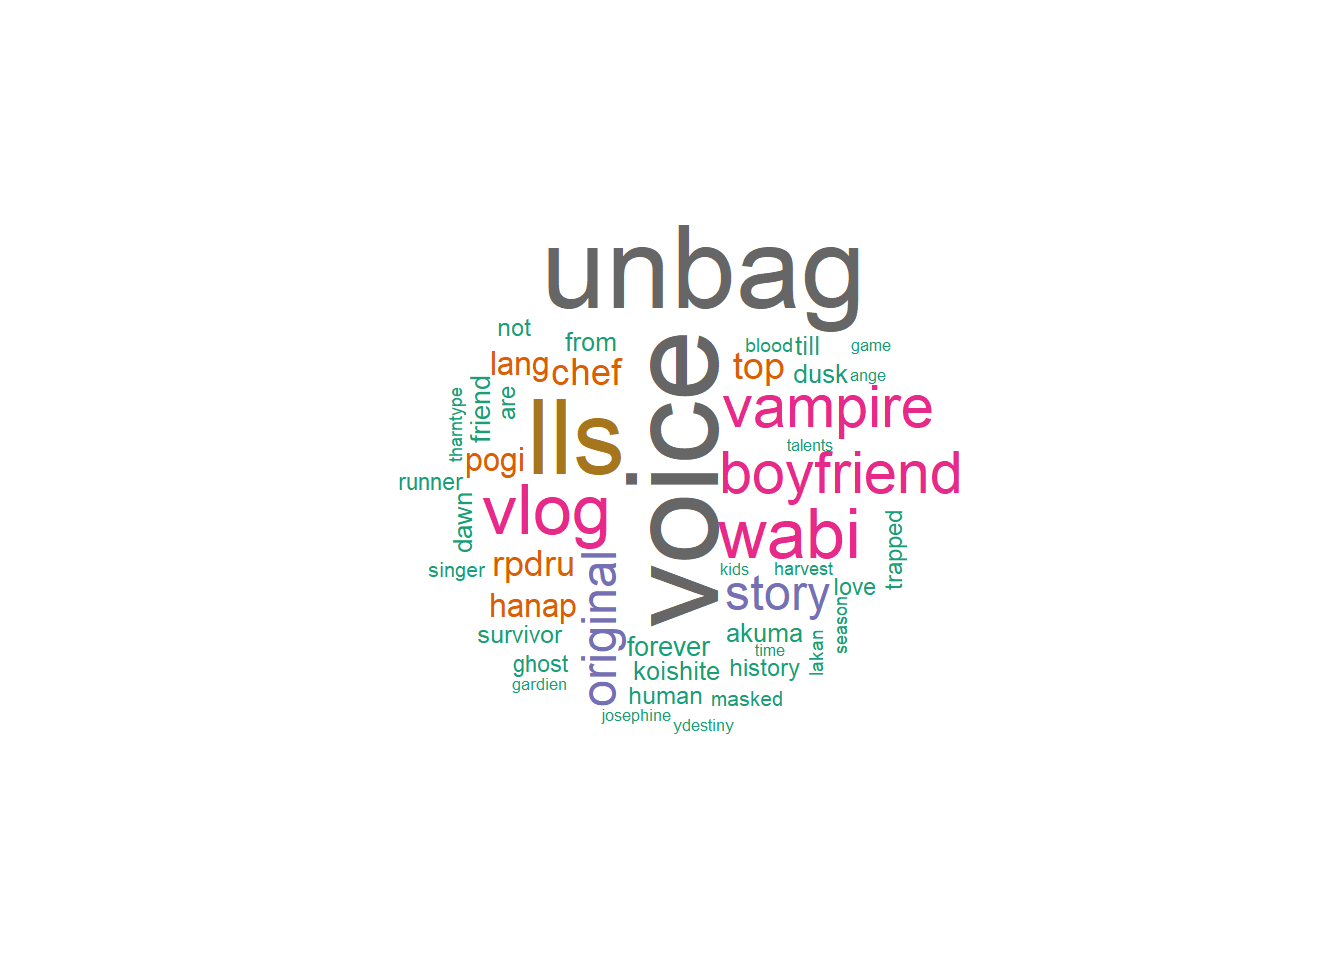 unbag
voice
not
from
blood
till
game
lang
chef
top
dusk
ange
tharntype
friend
are
lls
vampire
talents
pogi
boyfriend
runner
vlog
dawn
wabi
trapped
singer
rpdru
original
kids
harvest
hanap
story
love
season
survivor
forever
akuma
time
lakan
ghost
koishite
history
gardien
human
masked
josephine
ydestiny